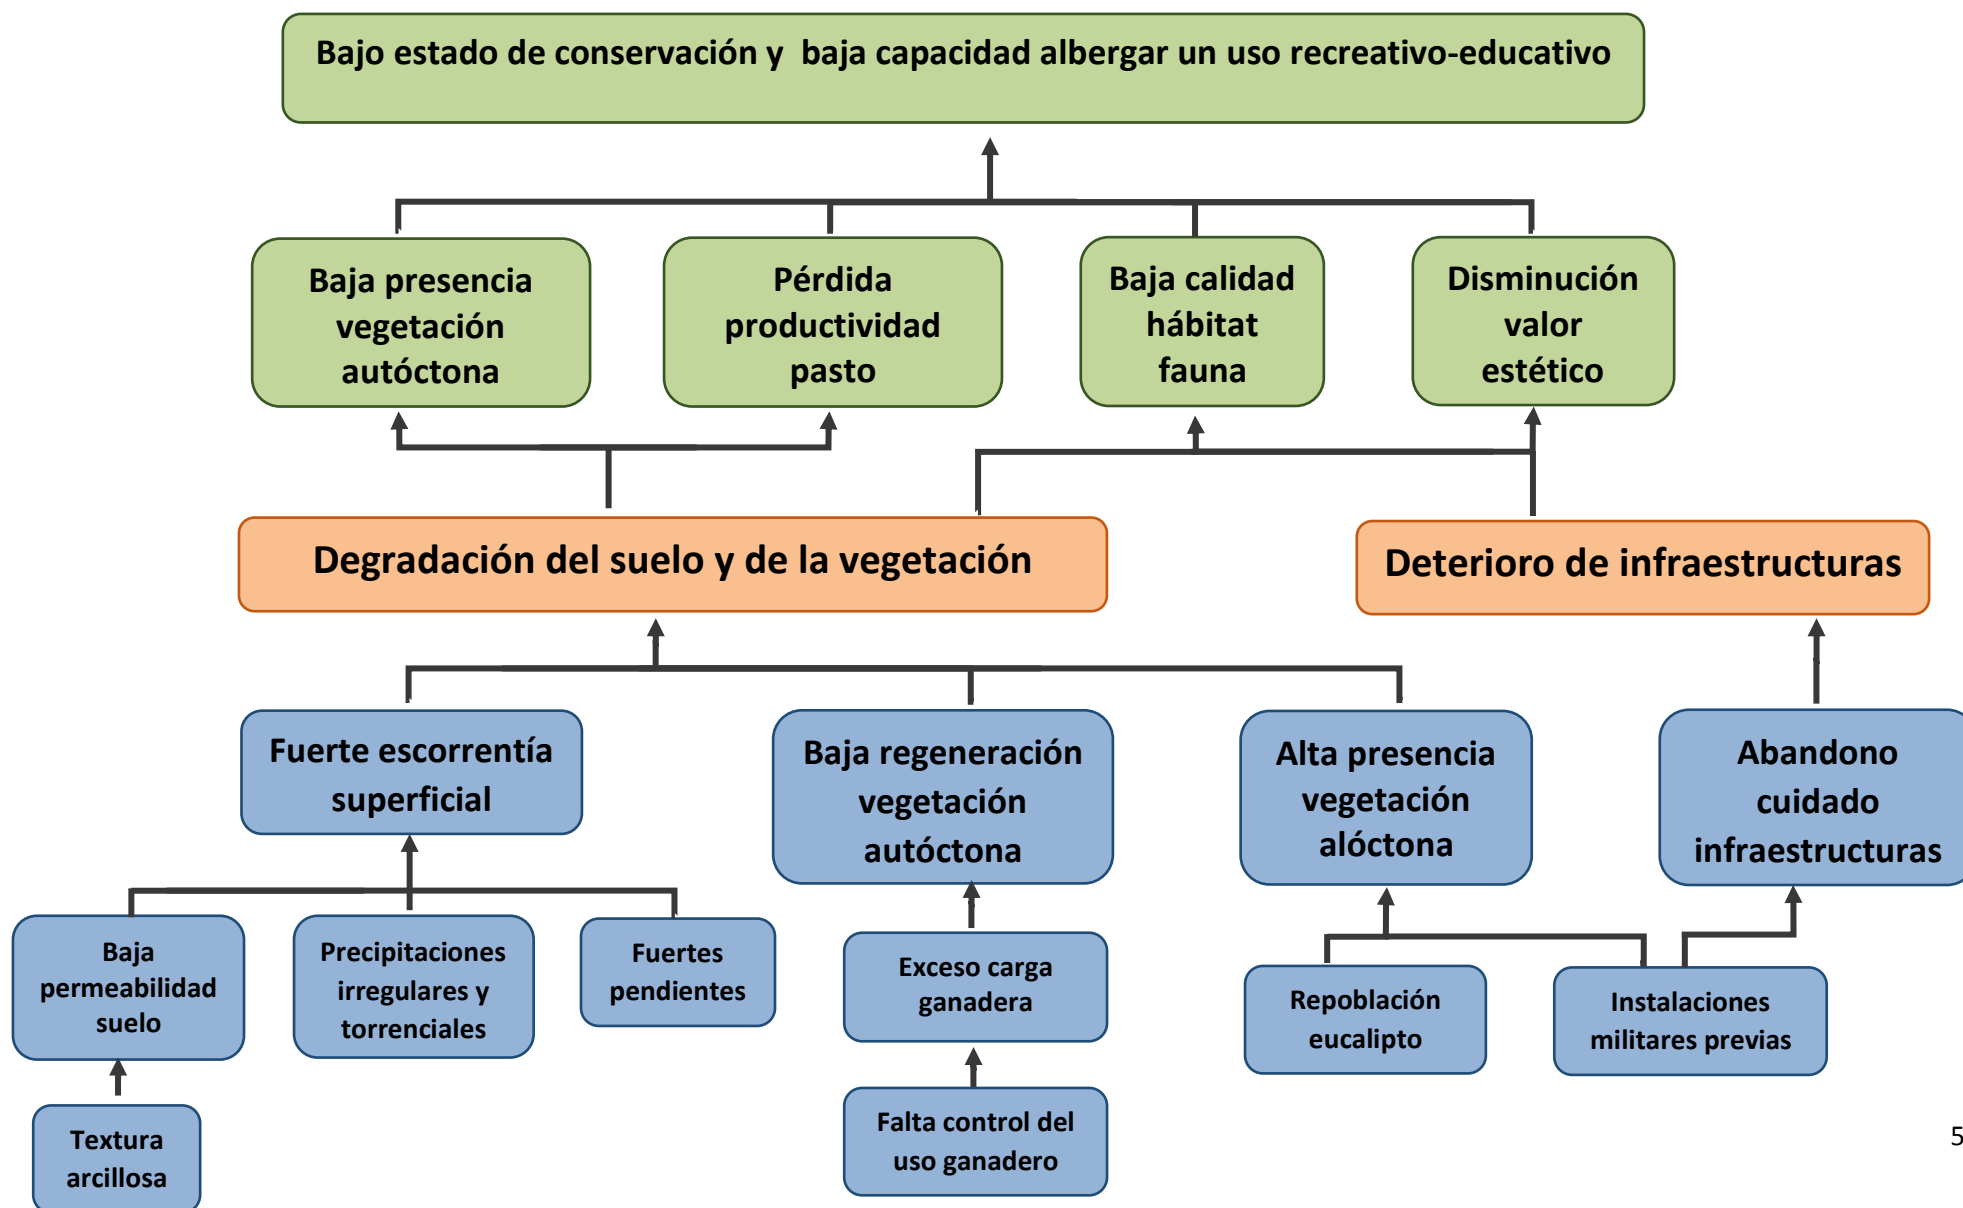 Bajo estado de conservación y  baja capacidad albergar un uso recreativo-educativo
Baja presencia
vegetación
autóctona
Pérdida
productividad
pasto
Baja calidad
hábitat
fauna
Disminución
valor
estético
Degradación del suelo y de la vegetación
Deterioro de infraestructuras
Fuerte escorrentía
superficial
Baja regeneración
vegetación
autóctona
Alta presencia
vegetación
alóctona
Abandono
cuidado
infraestructuras
Baja
permeabilidad
suelo
Precipitaciones
irregulares y
torrenciales
Fuertes
pendientes
Exceso carga
ganadera
Repoblación
eucalipto
Instalaciones
militares previas
Textura
arcillosa
Falta control del
uso ganadero
5